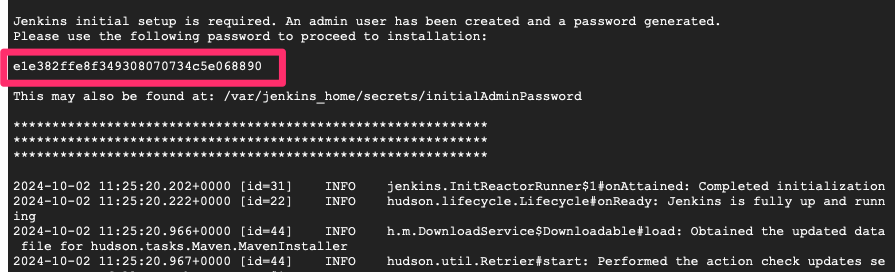 Jenkins initial setup is required. An admin user has been created and a password generated.
Please use the following password to proceed to installation:
e1e382ffe8f349308070734c5e068890
This may also be found at: /var/jenkins_home/secrets/initialAdminPassword
*************************************************************
*************************************************************
*************************************************************
2024-10-02 11:25:20.202+0000 [id=31] INFO jenkins.InitReactorRunner$1#onAttained: Completed initialization
2024-10-02 11:25:20.222+0000 [id=22] INFO hudson.lifecycle.Lifecycle#onReady: Jenkins is fully up and runn
ing
2024-10-02 11:25:20.966+0000 [id=44] INFO h.m.DownloadService$Downloadable#load: Obtained the updated data
file for hudson.tasks.Maven.MavenInstaller
2024-10-02 11:25:20.967+0000 [id=44] INFO hudson.util.Retrier#start: Performed the action check updates se